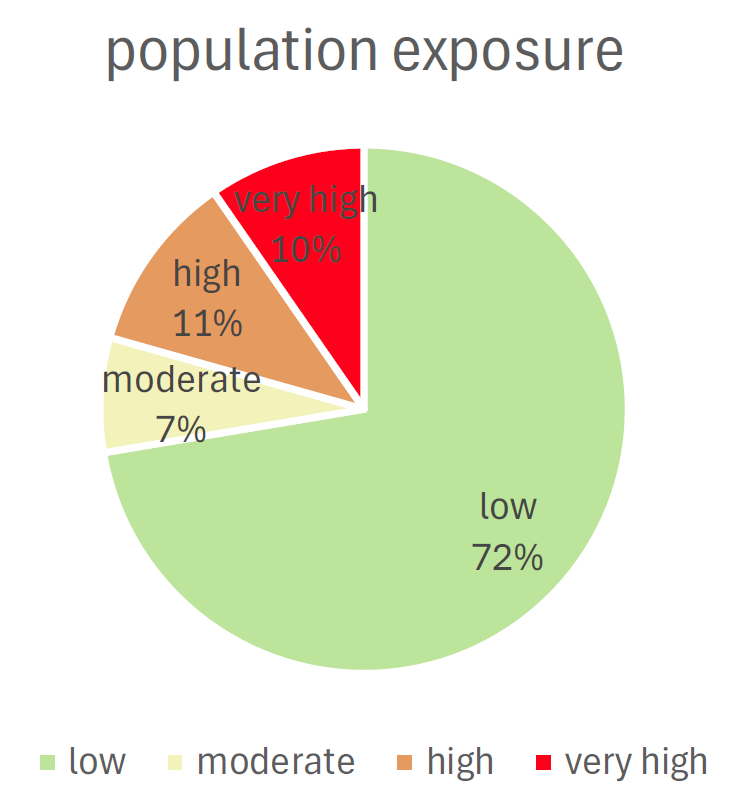 population exposure
very high
10%
high
11%
moderate
7%
low
72%
low moderate high very high